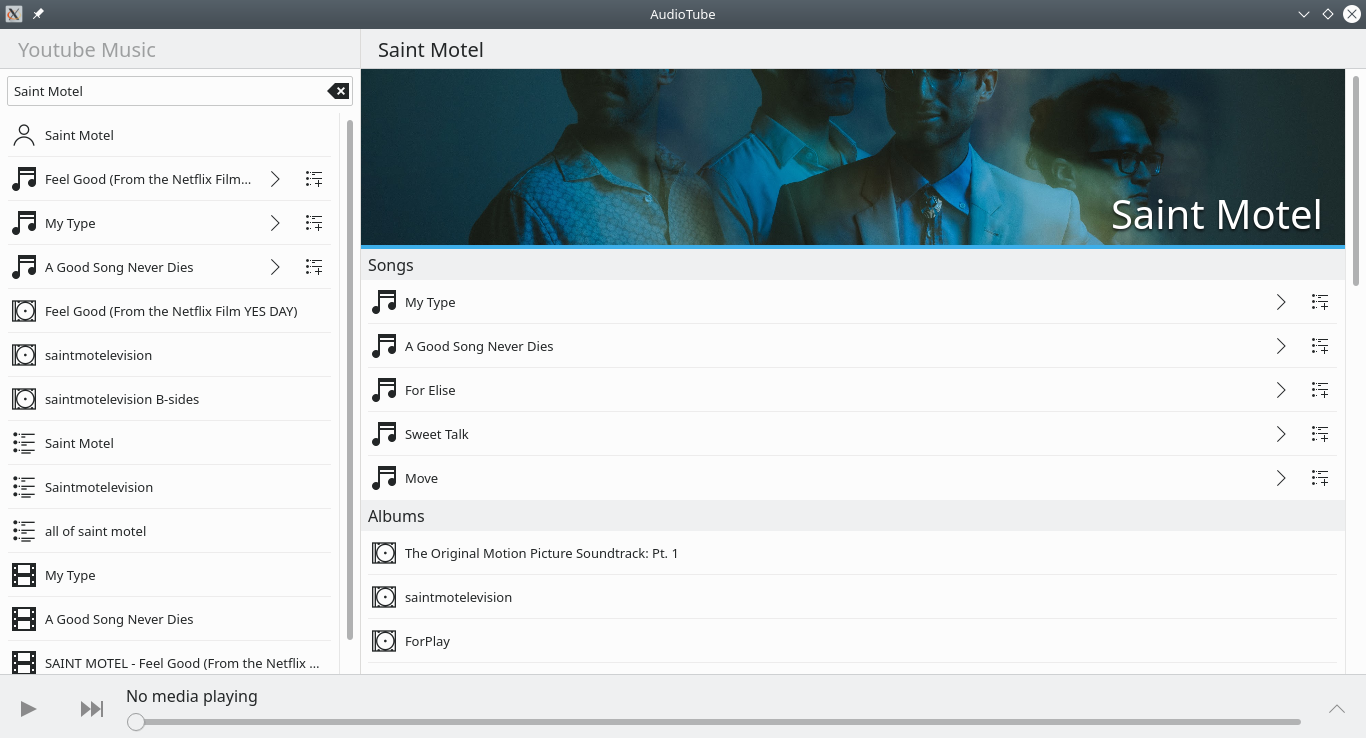 AudioTube
Youtube Music
Saint Motel
Saint Motel
Saint Motel
Feel Good (From the Netflix Film...
My Type
A Good Song Never Dies
Feel Good (From the Netflix Film YES DAY)
saintmotelevision
saintmotelevision B-sides
Saint Motel
Saintmotelevision
all of saint motel
My Type
A Good Song Never Dies
SAINT MOTEL - Feel Good (From the Netflix ...
Saint Motel
Songs
My Type
A Good Song Never Dies
For Elise
Sweet Talk
Move
Albums
The Original Motion Picture Soundtrack: Pt. 1
saintmotelevision
ForPlay
No media playing